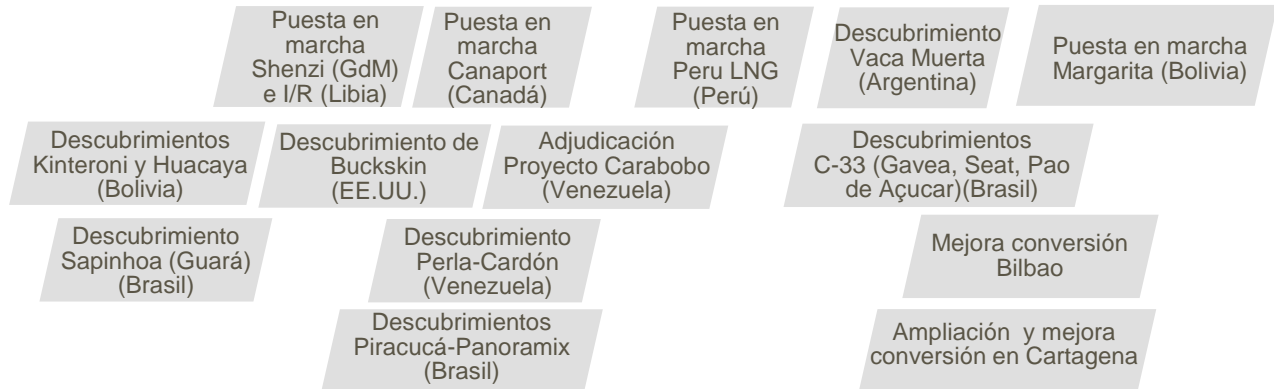 Puesta en
marcha
Shenzi (GdM)
e I/R (Libia)
Puesta en
marcha
Canaport
(Canadá)
Puesta en
marcha
Peru LNG
(Perú)
Descubrimiento
Vaca Muerta
(Argentina)
Puesta en marcha
Margarita (Bolivia)
Descubrimientos
Kinteroni y Huacaya
(Bolivia)
Descubrimiento de
Buckskin
(EE.UU.)
Adjudicación
Proyecto Carabobo
(Venezuela)
Descubrimientos
C-33 (Gavea, Seat, Pao
de Açucar)(Brasil)
Descubrimiento
Sapinhoa (Guará)
(Brasil)
Descubrimiento
Perla-Cardón
(Venezuela)
Mejora conversión
Bilbao
Descubrimientos
Piracucá-Panoramix
(Brasil)
Ampliación y mejora
conversión en Cartagena